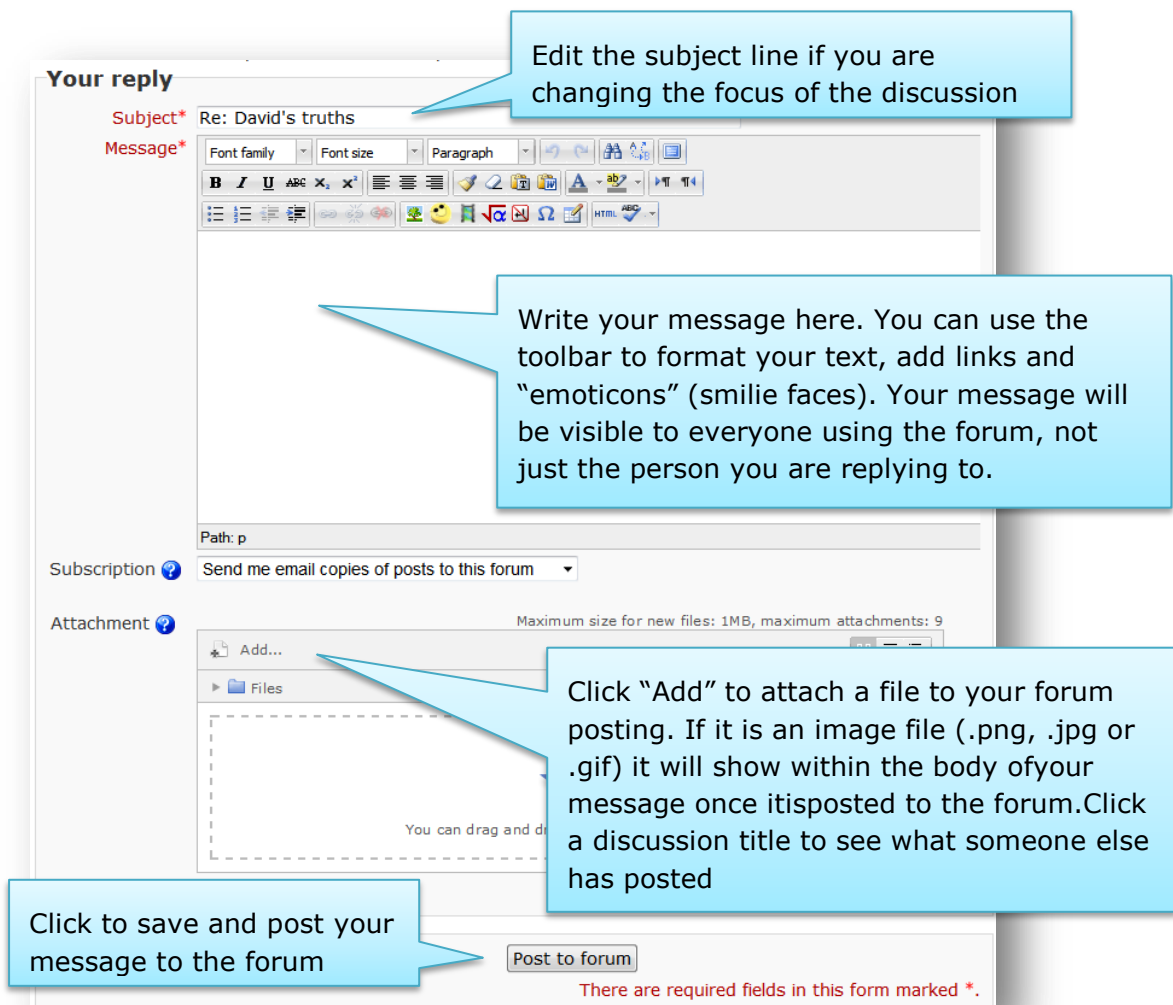 Edit the subject line if you are
changing the focus of the discussion
Your reply
Subject* Re: David's truths
Message* Font family Font size Paragraph
B I U ABC X₂ X² T W A ab
Ω HTML ABC
Write your message here. You can use the
toolbar to format your text, add links and
“emoticons” (smilie faces). Your message will
be visible to everyone using the forum, not
just the person you are replying to.
Path: p
Subscription ? Send me email copies of posts to this forum
Attachment ? Maximum size for new files: 1MB, maximum attachments: 9
Add...
Files
Click “Add” to attach a file to your forum
posting. If it is an image file (.png, .jpg or
.gif) it will show within the body ofyour
message once itisposted to the forum.Click
a discussion title to see what someone else
has posted
You can drag and
Click to save and post your
message to the forum
Post to forum
There are required fields in this form marked *.